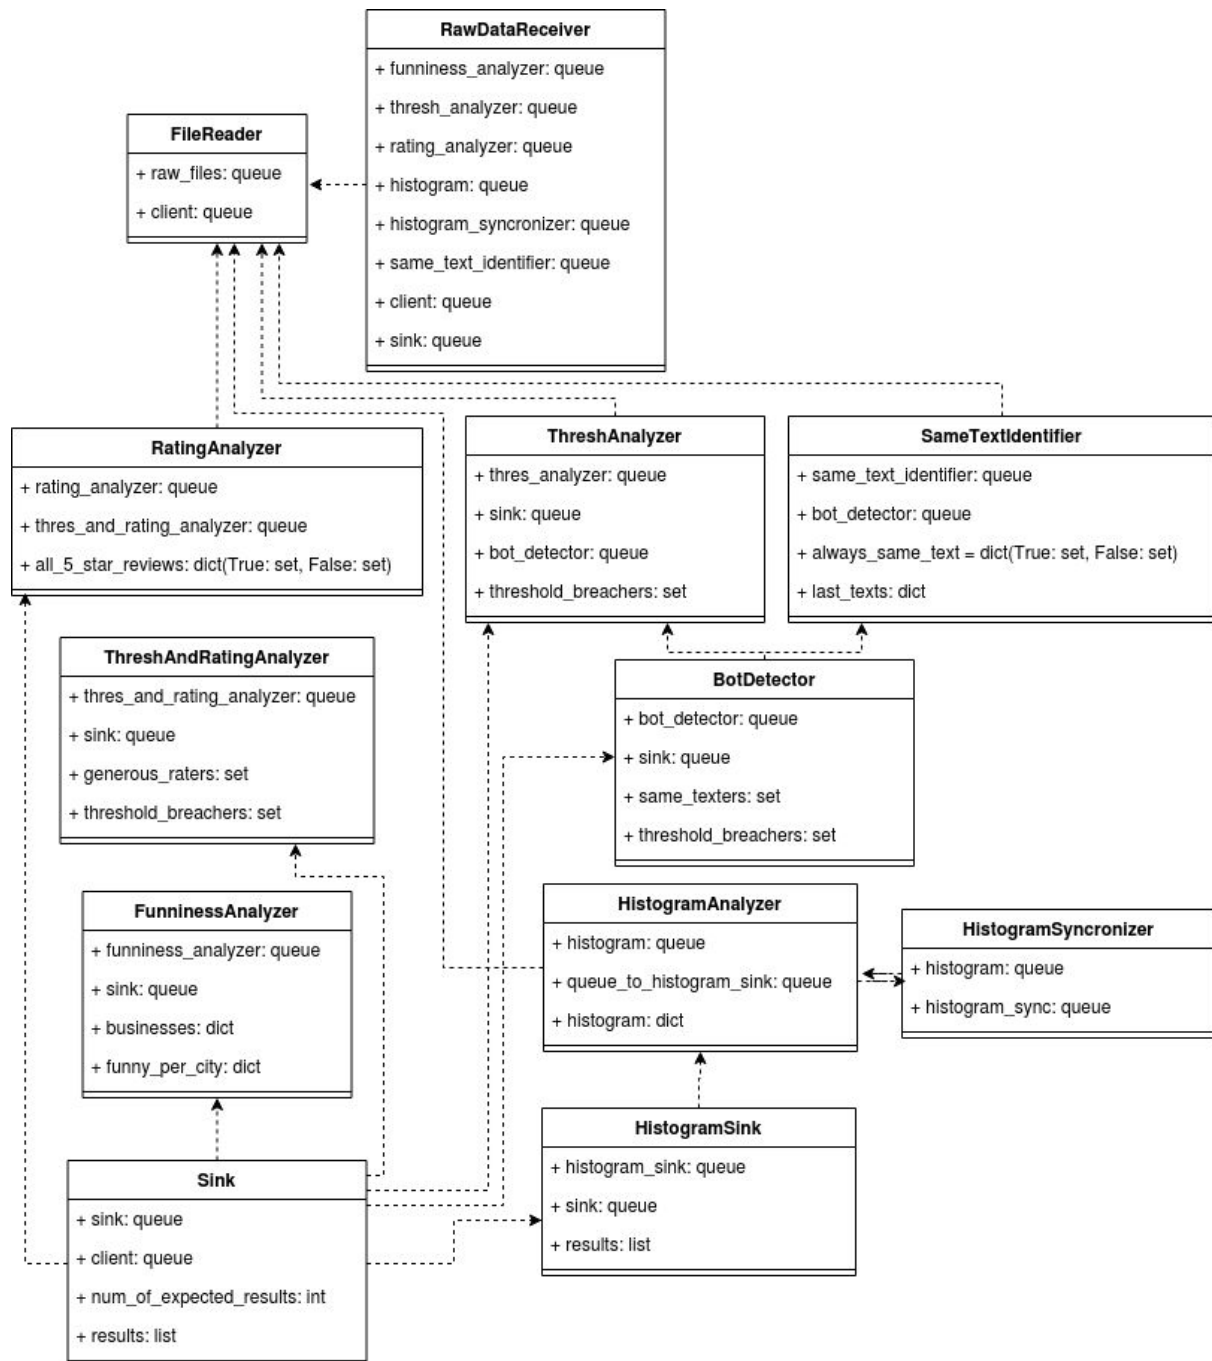 RawDataReceiver
+ funniness_analyzer: queue
+ thresh_analyzer: queue
+ rating_analyzer: queue
+ histogram: queue
+ histogram_syncronizer: queue
+ same_text_identifier: queue
+ client: queue
+ sink: queue
FileReader
+ raw_files: queue
+ client: queue
RatingAnalyzer
+ rating_analyzer: queue
+ thres_and_rating_analyzer: queue
+ all_5_star_reviews: dict(True: set, False: set)
ThreshAnalyzer
+ thres_analyzer: queue
+ sink: queue
+ bot_detector: queue
+ threshold_breachers: set
SameTextIdentifier
+ same_text_identifier: queue
+ bot_detector: queue
+ always_same_text = dict(True: set, False: set)
+ last_texts: dict
ThreshAndRatingAnalyzer
+ thres_and_rating_analyzer: queue
+ sink: queue
+ generous_raters: set
+ threshold_breachers: set
BotDetector
+ bot_detector: queue
+ sink: queue
+ same_texters: set
+ threshold_breachers: set
FunninessAnalyzer
+ funniness_analyzer: queue
+ sink: queue
+ businesses: dict
+ funny_per_city: dict
HistogramAnalyzer
+ histogram: queue
+ queue_to_histogram_sink: queue
+ histogram: dict
HistogramSyncronizer
+ histogram: queue
+ histogram_sync: queue
HistogramSink
+ histogram_sink: queue
+ sink: queue
+ results: list
Sink
+ sink: queue
+ client: queue
+ num_of_expected_results: int
+ results: list